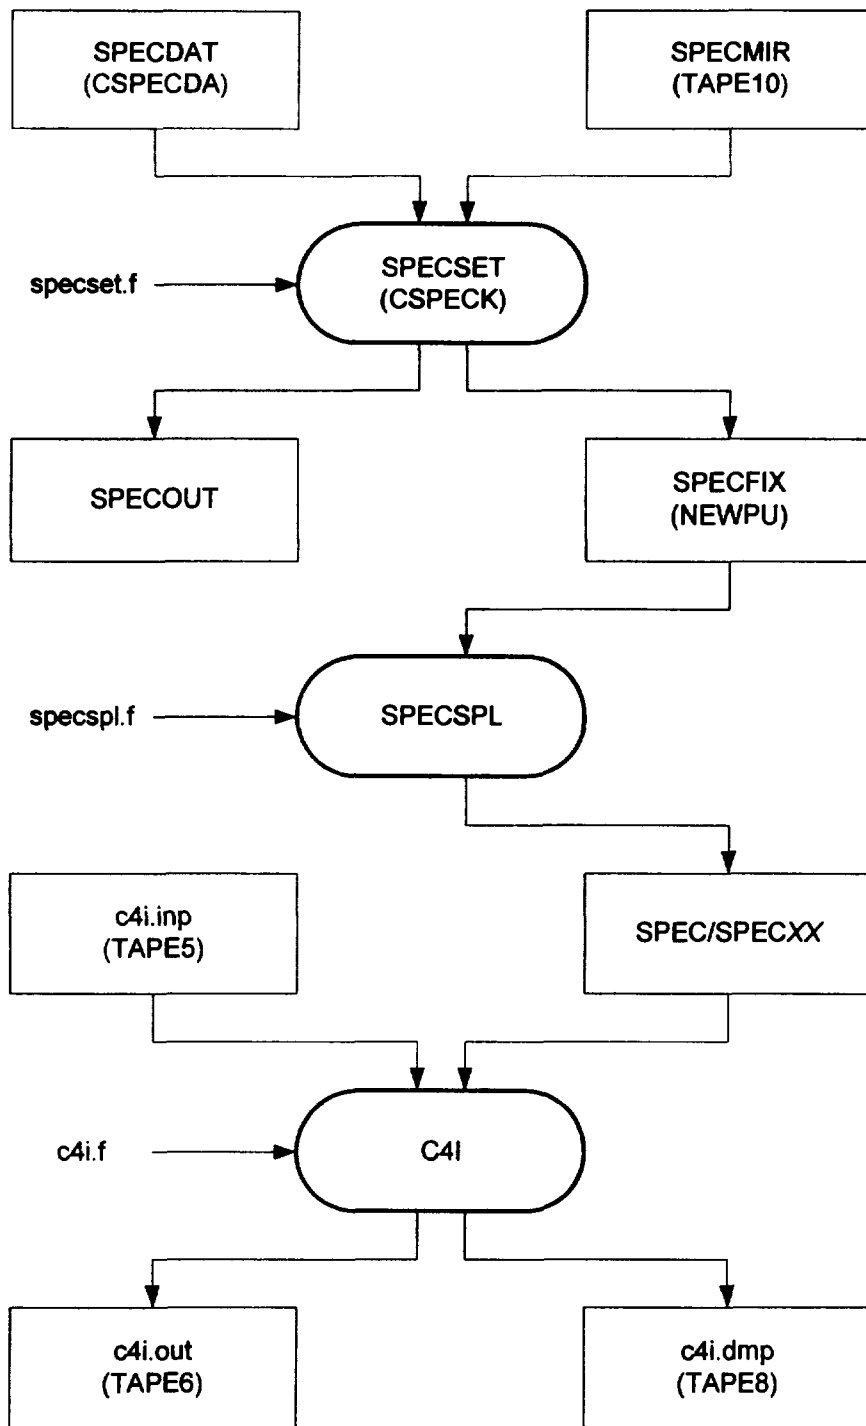 SPECDAT
(CSPECDA)
SPECMIR
(TAPE10)
specset.f
SPECSET
(CSPECK)
SPECOUT
SPECFIX
(NEWPU)
specspl.f
SPECSPL
c4i.inp
(TAPE5)
SPEC/SPECXX
c4i.f
C4I
c4i.out
(TAPE6)
c4i.dmp
(TAPE8)